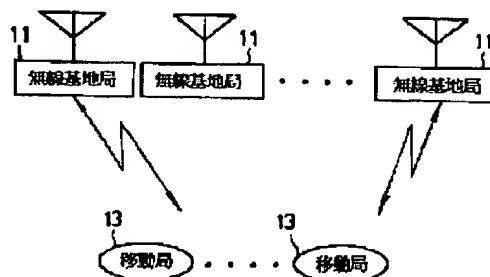 11 11 11
無線基地局 無線基地局 ・・・・ 無線基地局
13 13
移動局 ・・・・ 移動局